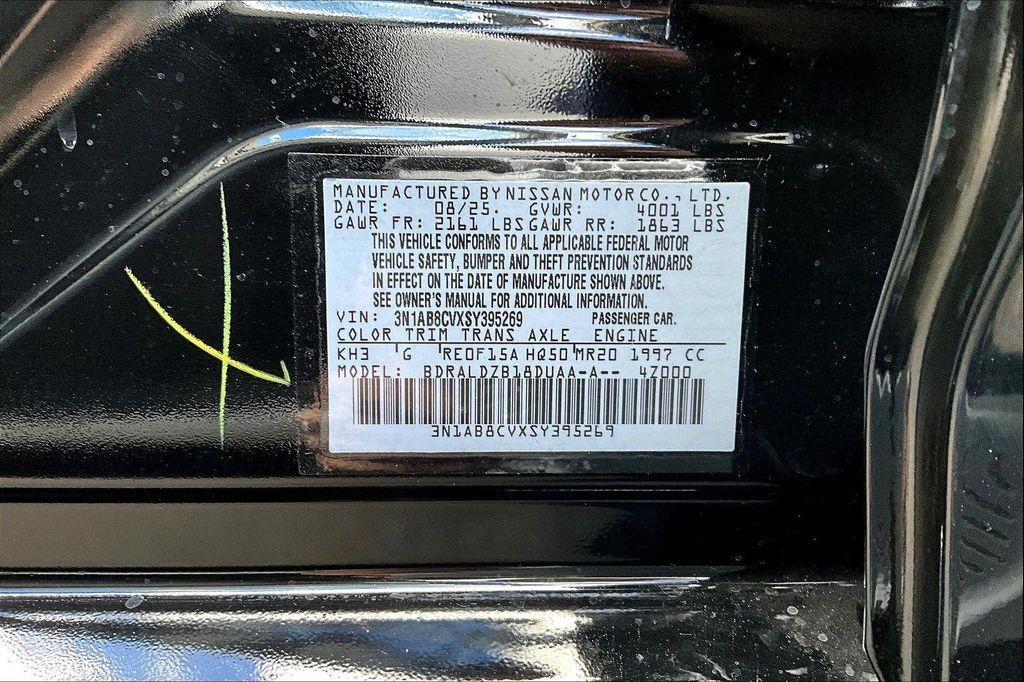 MANUFACTURED BY NISSAN MOTOR CO., LTD.
DATE: 08/25. GVWR: 4001 LBS
GAWR FR: 2161 LBS GAWR RR: 1863 LBS
THIS VEHICLE CONFORMS TO ALL APPLICABLE FEDERAL MOTOR
VEHICLE SAFETY, BUMPER AND THEFT PREVENTION STANDARDS
IN EFFECT ON THE DATE OF MANUFACTURE SHOWN ABOVE.
SEE OWNER'S MANUAL FOR ADDITIONAL INFORMATION.
VIN: 3N1AB8CVXSY395269 PASSENGER CAR.
COLOR TRIM TRANS AXLE ENGINE
KH3 G RE0F15A HQ50 MR20 1997 CC
MODEL: BDRALDZB18DUAA-A-- 4Z000
3N1AB8CVXSY395269